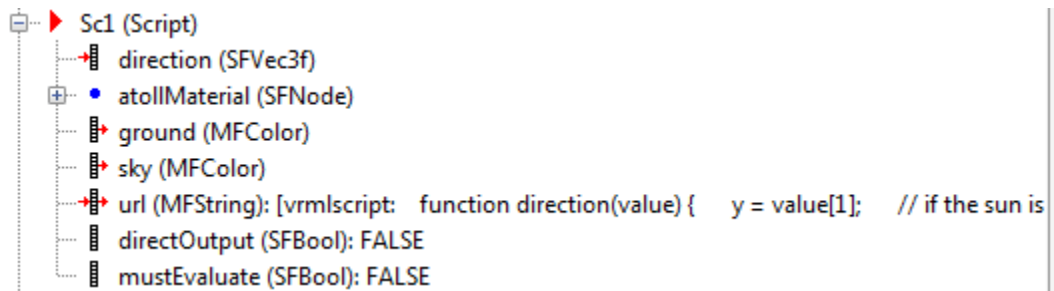 Sc1 (Script)
direction (SFVec3f)
atollMaterial (SFNode)
ground (MFColor)
sky (MFColor)
url (MFString): [vrmlscript: function direction(value) { y = value[1]; // if the sun is
directOutput (SFBool): FALSE
mustEvaluate (SFBool): FALSE